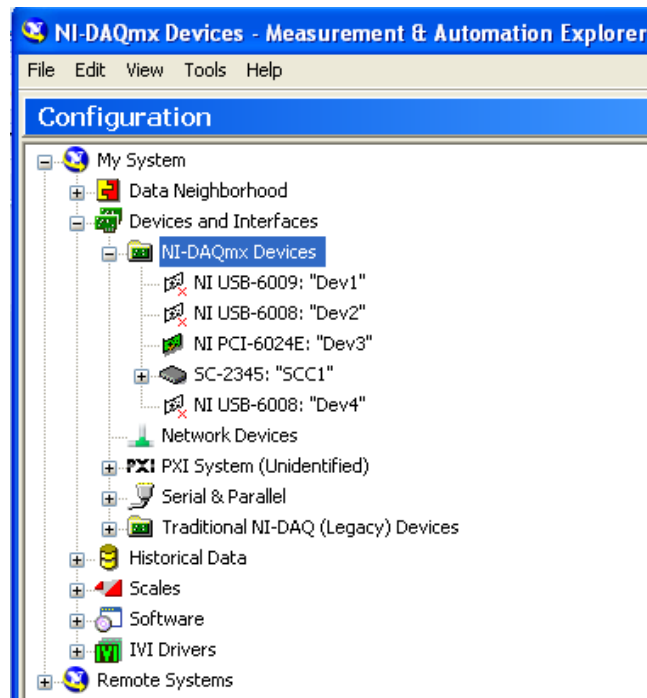 NI-DAQmx Devices - Measurement & Automation Explorer
File Edit View Tools Help
Configuration
My System
Data Neighborhood
Devices and Interfaces
NI-DAQmx Devices
NI USB-6009: "Dev1"
NI USB-6008: "Dev2"
NI PCI-6024E: "Dev3"
SC-2345: "SCC1"
NI USB-6008: "Dev4"
Network Devices
PXI PXI System (Unidentified)
Serial & Parallel
Traditional NI-DAQ (Legacy) Devices
Historical Data
Scales
Software
IVI IVI Drivers
Remote Systems